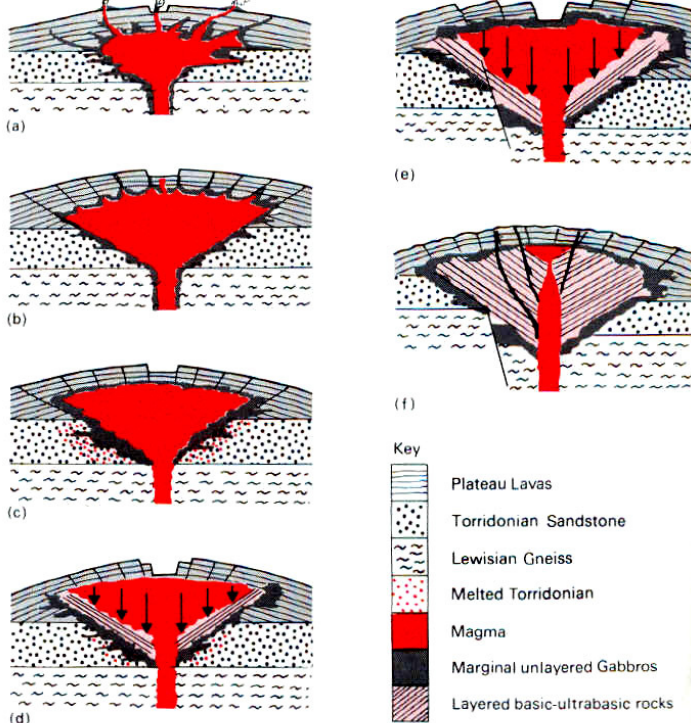 (a)
(b)
(c)
(d)
(e)
(f)
Key
Plateau Lavas
Torridonian Sandstone
Lewisian Gneiss
Melted Torridonian
Magma
Marginal unlayered Gabbros
Layered basic-ultrabasic rocks